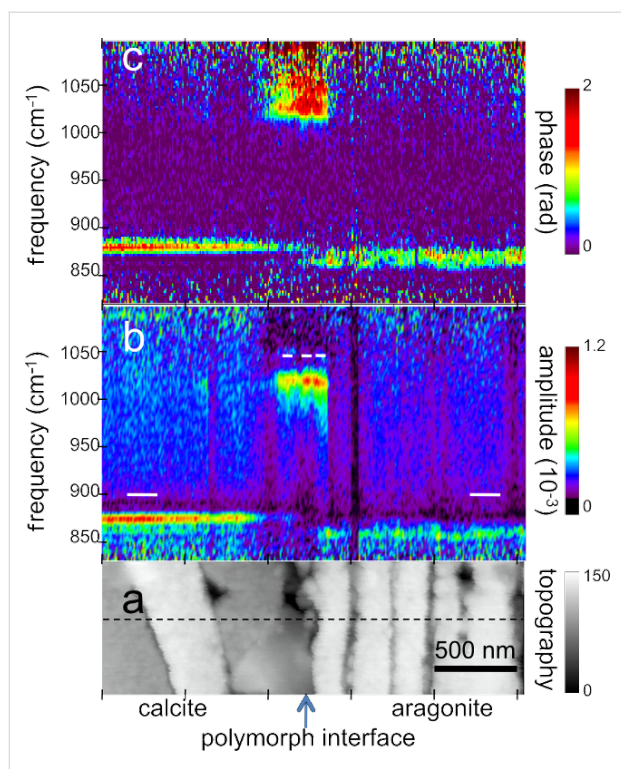 c
frequency (cm⁻¹)
1050
1000
950
900
850
2
phase (rad)
0
b
frequency (cm⁻¹)
1050
1000
950
900
850
1.2
amplitude (10⁻³)
0
a
500 nm
150
topography
0
calcite
aragonite
polymorph interface